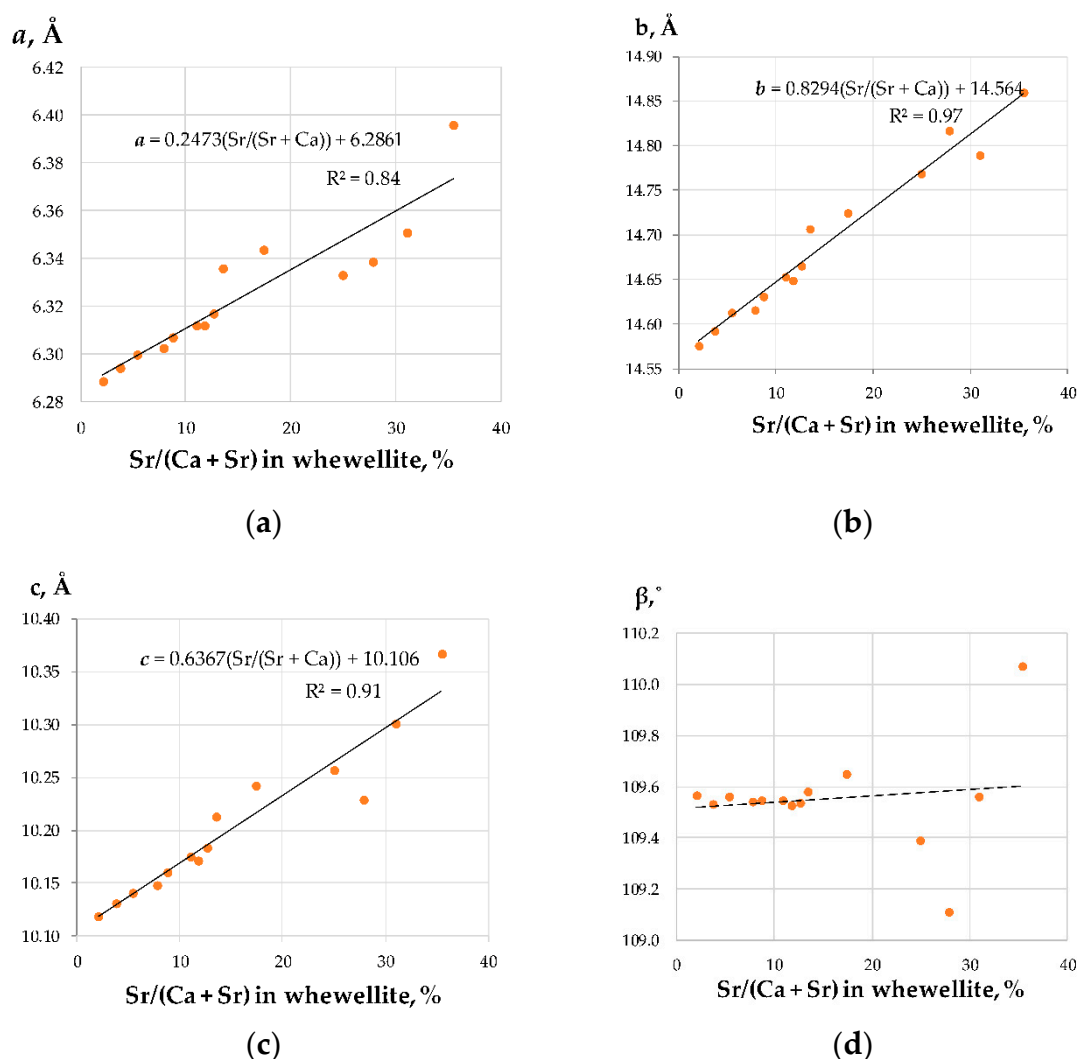 a, Å
6.42
6.40
6.38
6.36
6.34
6.32
6.30
6.28
a = 0.2473(Sr/(Sr + Ca)) + 6.2861
R² = 0.84
0 10 20 30 40
Sr/(Ca + Sr) in whewellite, %
(a)
b, Å
14.90
14.85
14.80
14.75
14.70
14.65
14.60
14.55
b = 0.8294(Sr/(Sr + Ca)) + 14.564
R² = 0.97
0 10 20 30 40
Sr/(Ca + Sr) in whewellite, %
(b)
c, Å
10.40
10.35
10.30
10.25
10.20
10.15
10.10
c = 0.6367(Sr/(Sr + Ca)) + 10.106
R² = 0.91
0 10 20 30 40
Sr/(Ca + Sr) in whewellite, %
(c)
β,°
110.2
110.0
109.8
109.6
109.4
109.2
109.0
0 10 20 30 40
Sr/(Ca + Sr) in whewellite, %
(d)